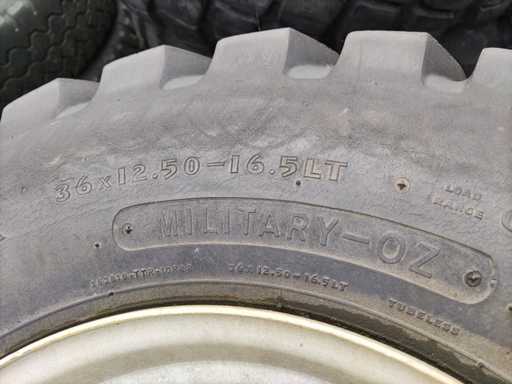 36x12.50-16.5LT
LOAD
RANGE
MILITARY-OZ
36x12.50-16.5LT
TUBELESS